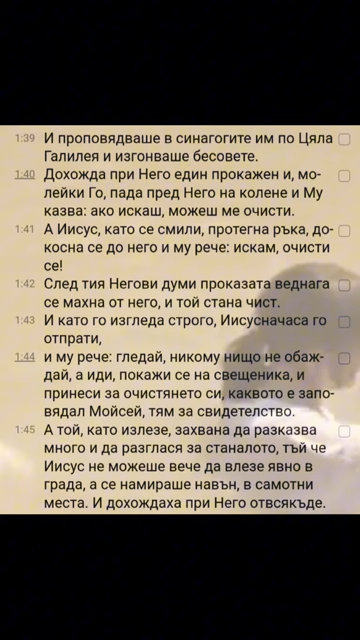 1:39 И проповядваше в синагогите им по Цяла
Галилея и изгонваше бесовете.
1:40 Дохожда при Него един прокажен и, мо-
лейки Го, пада пред Него на колене и Му
казва: ако искаш, можеш ме очисти.
1:41 А Иисус, като се смили, протегна ръка, до-
косна се до него и му рече: искам, очисти
се!
1:42 След тия Негови думи проказата веднага
се махна от него, и той стана чист.
1:43 И като го изгледа строго, Иисусначаса го
отпрати,
1:44 и му рече: гледай, никому нищо не обаж-
дай, а иди, покажи се на свещеника, и
принеси за очистянето си, каквото е запо-
вядал Мойсей, тям за свидетелство.
1:45 А той, като излезе, захвана да разказва
много и да разглася за станалото, тъй че
Иисус не можеше вече да влезе явно в
града, а се намираше навън, в самотни
места. И дохождаха при Него отвсякъде.